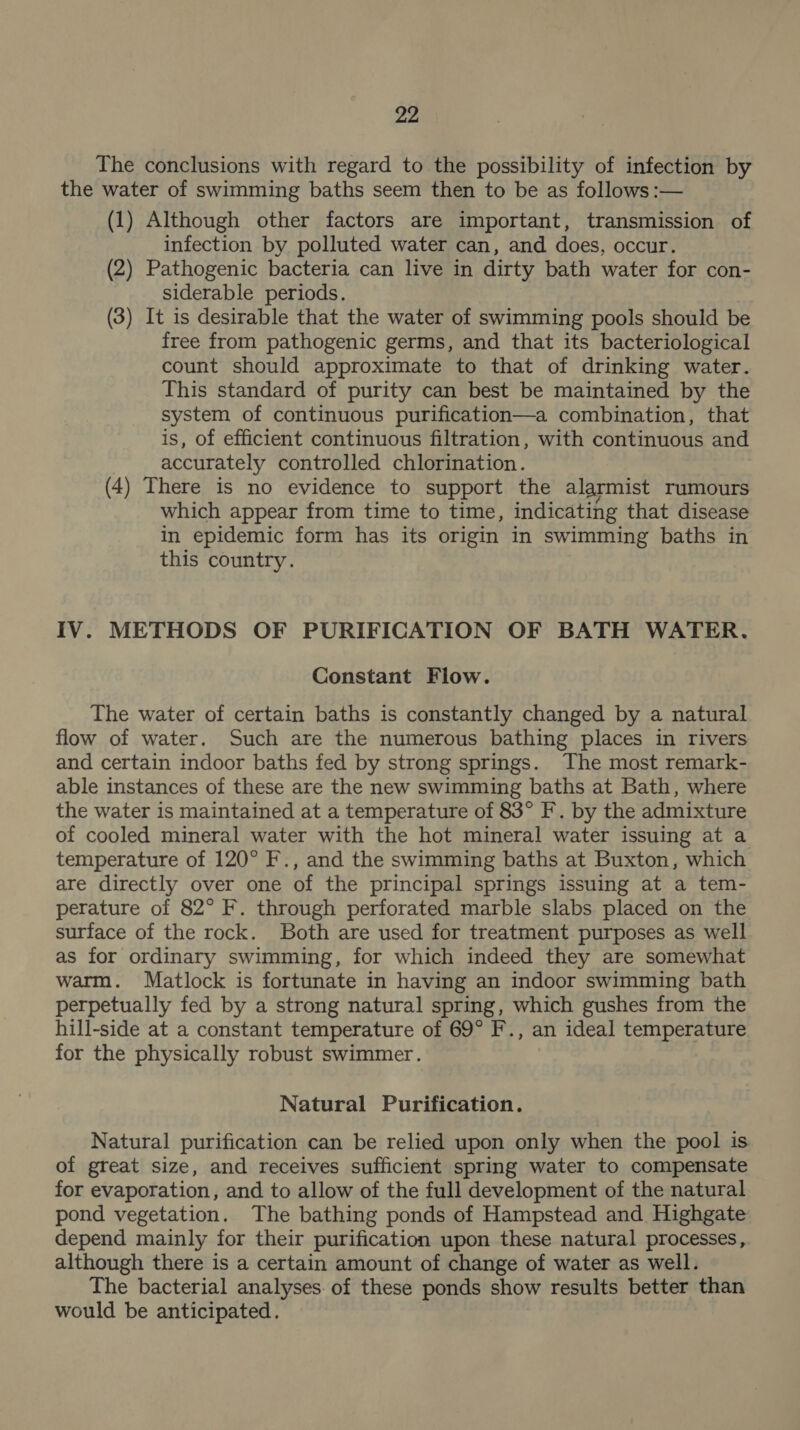 22
The conclusions with regard to the possibility of infection by
the water of swimming baths seem then to be as follows:—
(1) Although other factors are important, transmission of
infection by polluted water can, and does, occur.
(2) Pathogenic bacteria can live in dirty bath water for con-
siderable periods.
(3) It is desirable that the water of swimming pools should be
free from pathogenic germs, and that its bacteriological
count should approximate to that of drinking water.
This standard of purity can best be maintained by the
system of continuous purification—a combination, that
is, of efficient continuous filtration, with continuous and
accurately controlled chlorination.
(4) There is no evidence to support the alarmist rumours
which appear from time to time, indicating that disease
in epidemic form has its origin in swimming baths in
this country.
IV. METHODS OF PURIFICATION OF BATH WATER.
Constant Flow.
The water of certain baths is constantly changed by a natural
flow of water. Such are the numerous bathing places in rivers
and certain indoor baths fed by strong springs. The most remark-
able instances of these are the new swimming baths at Bath, where
the water is maintained at a temperature of 83° F. by the admixture
of cooled mineral water with the hot mineral water issuing at a
temperature of 120° F., and the swimming baths at Buxton, which
are directly over one of the principal springs issuing at a tem-
perature of 82° F. through perforated marble slabs placed on the
surface of the rock. Both are used for treatment purposes as well
as for ordinary swimming, for which indeed they are somewhat
warm. Matlock is fortunate in having an indoor swimming bath
perpetually fed by a strong natural spring, which gushes from the
hill-side at a constant temperature of 69° F., an ideal temperature
for the physically robust swimmer.
Natural Purification.
Natural purification can be relied upon only when the pool is
of great size, and receives sufficient spring water to compensate
for evaporation, and to allow of the full development of the natural
pond vegetation. The bathing ponds of Hampstead and Highgate
depend mainly for their purification upon these natural processes,
although there is a certain amount of change of water as well.
The bacterial analyses of these ponds show results better than
would be anticipated.